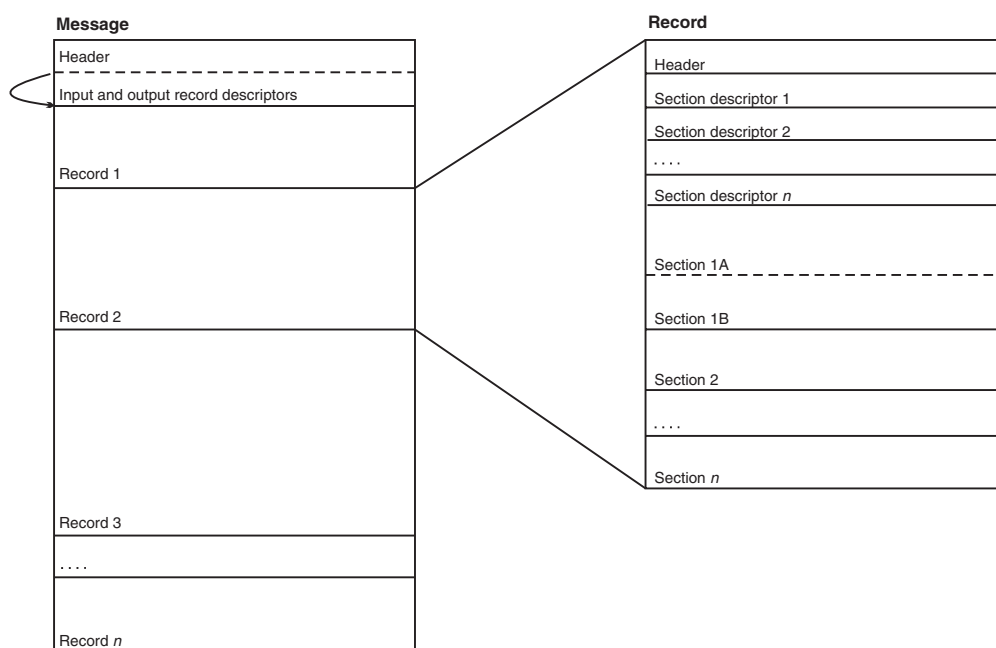 Message
Header
Input and output record descriptors
Record 1
Record 2
Record 3
....
Record n
Record
Header
Section descriptor 1
Section descriptor 2
....
Section descriptor n
Section 1A
Section 1B
Section 2
....
Section n